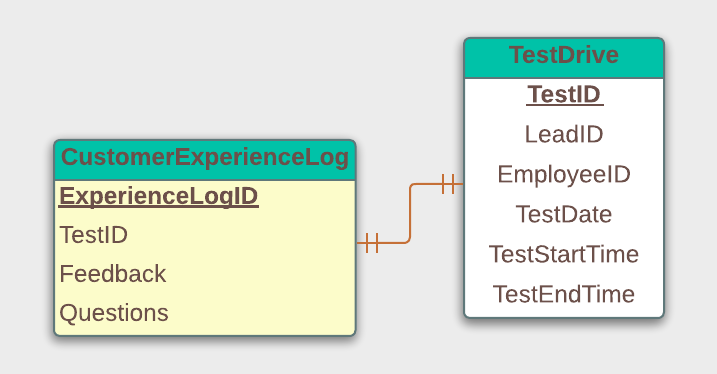 CustomerExperienceLog
ExperienceLogID
TestID
Feedback
Questions
TestDrive
TestID
LeadID
EmployeeID
TestDate
TestStartTime
TestEndTime